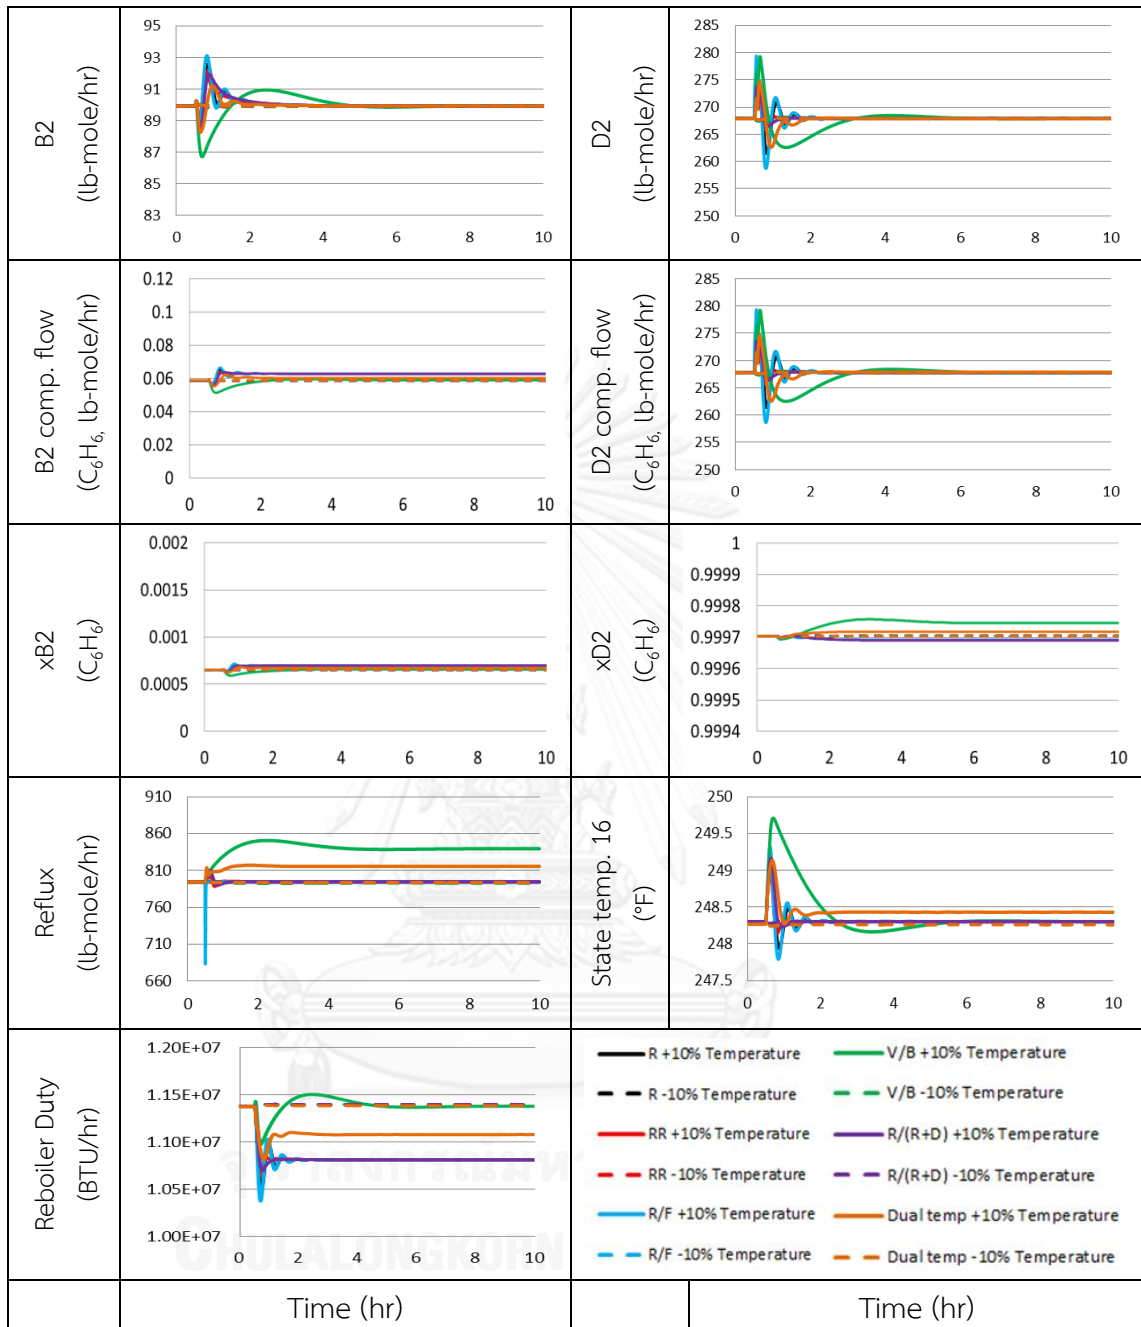 B2
(lb-mole/hr)
95
93
91
89
87
85
83
0 2 4 6 8 10
D2
(lb-mole/hr)
285
280
275
270
265
260
255
250
0 2 4 6 8 10
B2 comp. flow
(C₆H₆, lb-mole/hr)
0.12
0.1
0.08
0.06
0.04
0.02
0
0 2 4 6 8 10
D2 comp. flow
(C₆H₆, lb-mole/hr)
285
280
275
270
265
260
255
250
0 2 4 6 8 10
xB2
(C₆H₆)
0.002
0.0015
0.001
0.0005
0
0 2 4 6 8 10
xD2
(C₆H₆)
1
0.9999
0.9998
0.9997
0.9996
0.9995
0.9994
0 2 4 6 8 10
Reflux
(lb-mole/hr)
910
860
810
760
710
660
0 2 4 6 8 10
State temp. 16
(°F)
250
249.5
249
248.5
248
247.5
0 2 4 6 8 10
Reboiler Duty
(BTU/hr)
1.20E+07
1.15E+07
1.10E+07
1.05E+07
1.00E+07
0 2 4 6 8 10
R +10% Temperature
R -10% Temperature
RR +10% Temperature
RR -10% Temperature
R/F +10% Temperature
R/F -10% Temperature
V/B +10% Temperature
V/B -10% Temperature
R/(R+D) +10% Temperature
R/(R+D) -10% Temperature
Dual temp +10% Temperature
Dual temp -10% Temperature
CHULALONGKORN
Time (hr)
Time (hr)